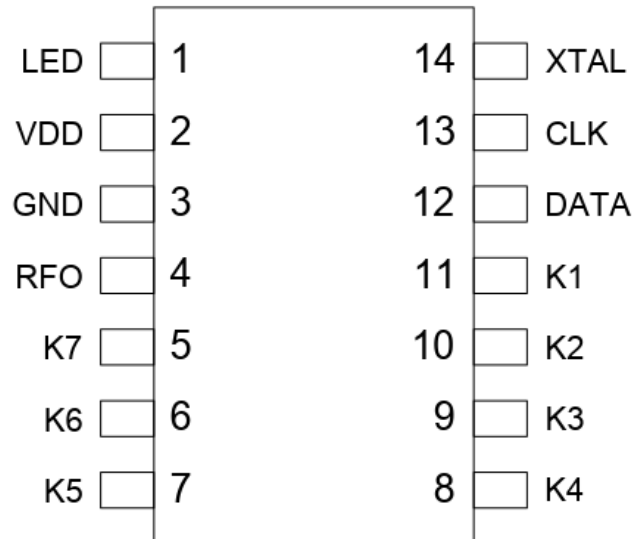 LED 1 14 XTAL
VDD 2 13 CLK
GND 3 12 DATA
RFO 4 11 K1
K7 5 10 K2
K6 6 9 K3
K5 7 8 K4